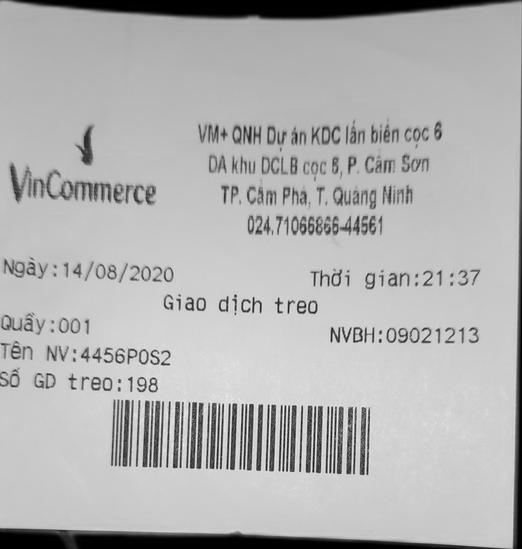 VinCommerce
VM+ QNH Dự án KDC lấn biển cọc 6
DA khu DCLB cọc 6, P. Cẩm Sơn
TP. Cẩm Phả, T. Quảng Ninh
024.71066866-44561
Ngày:14/08/2020 Thời gian:21:37
Giao dịch treo
Quầy:001 NVBH:09021213
Tên NV:4456POS2
Số GD treo:198